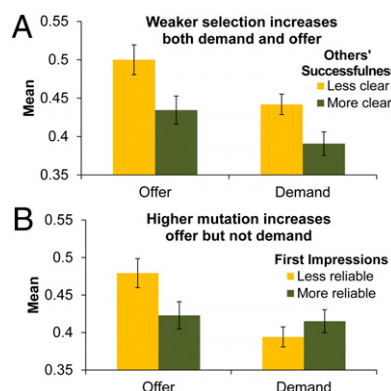 A
Weaker selection increases
both demand and offer
0.55
0.5
0.45
0.4
0.35
Mean
Others'
Successfulness
Less clear
More clear
Offer Demand
B
Higher mutation increases
offer but not demand
0.55
0.5
0.45
0.4
0.35
Mean
First Impressions
Less reliable
More reliable
Offer Demand